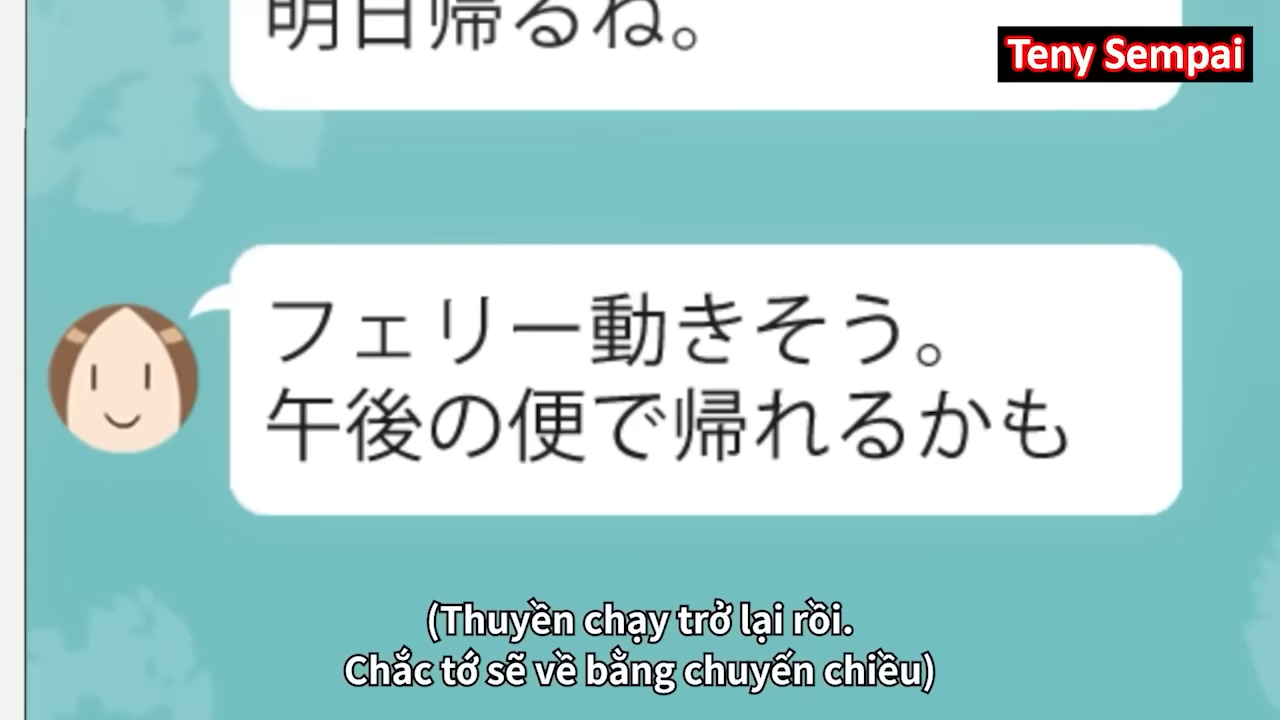 明日帰るね。
Teny Sempai
フェリー動きそう。
午後の便で帰れるかも
(Thuyền chạy trở lại rồi.
Chắc tớ sẽ về bằng chuyến chiều)